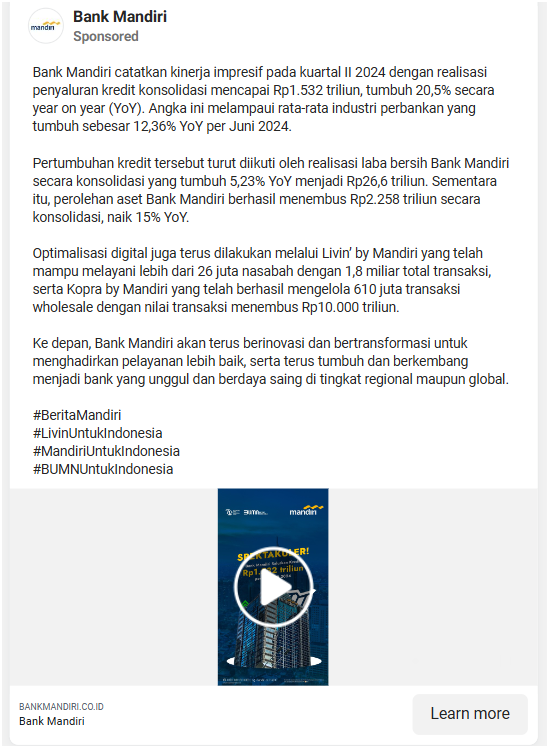 mandiri
Bank Mandiri
Sponsored
Bank Mandiri catatkan kinerja impresif pada kuartal II 2024 dengan realisasi
penyaluran kredit konsolidasi mencapai Rp1.532 triliun, tumbuh 20,5% secara
year on year (YoY). Angka ini melampaui rata-rata industri perbankan yang
tumbuh sebesar 12,36% YoY per Juni 2024.
Pertumbuhan kredit tersebut turut diikuti oleh realisasi laba bersih Bank Mandiri
secara konsolidasi yang tumbuh 5,23% YoY menjadi Rp26,6 triliun. Sementara
itu, perolehan aset Bank Mandiri berhasil menembus Rp2.258 triliun secara
konsolidasi, naik 15% YoY.
Optimalisasi digital juga terus dilakukan melalui Livin’ by Mandiri yang telah
mampu melayani lebih dari 26 juta nasabah dengan 1,8 miliar total transaksi,
serta Kopra by Mandiri yang telah berhasil mengelola 610 juta transaksi
wholesale dengan nilai transaksi menembus Rp10.000 triliun.
Ke depan, Bank Mandiri akan terus berinovasi dan bertransformasi untuk
menghadirkan pelayanan lebih baik, serta terus tumbuh dan berkembang
menjadi bank yang unggul dan berdaya saing di tingkat regional maupun global.
#BeritaMandiri
#LivinUntukIndonesia
#MandiriUntukIndonesia
#BUMNUntukIndonesia
mandiri
SPEKTAKULER!
triliun
BANKMANDIRI.CO.ID
Bank Mandiri
Learn more